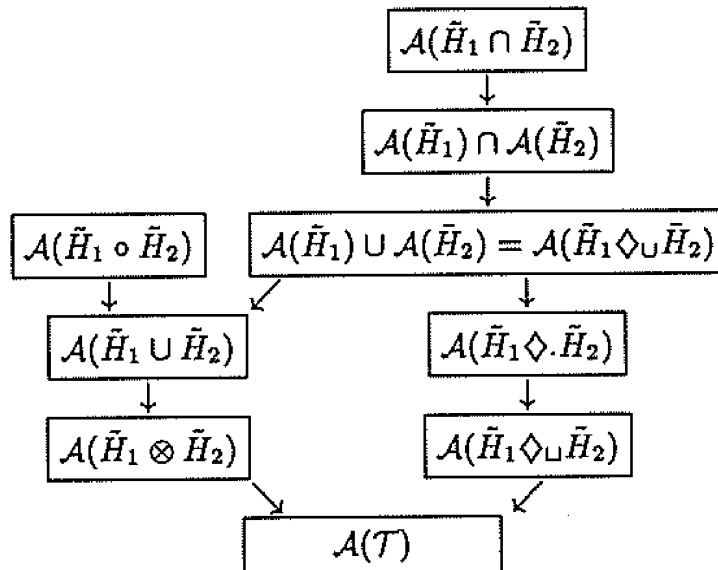 𝒜(H̃₁ ∩ H̃₂)
𝒜(H̃₁) ∩ 𝒜(H̃₂)
𝒜(H̃₁ ∘ H̃₂)
𝒜(H̃₁) ∪ 𝒜(H̃₂) = 𝒜(H̃₁◇∪H̃₂)
𝒜(H̃₁ ∪ H̃₂)
𝒜(H̃₁◇.H̃₂)
𝒜(H̃₁ ⊗ H̃₂)
𝒜(H̃₁◇⊔H̃₂)
𝒜(𝒯)